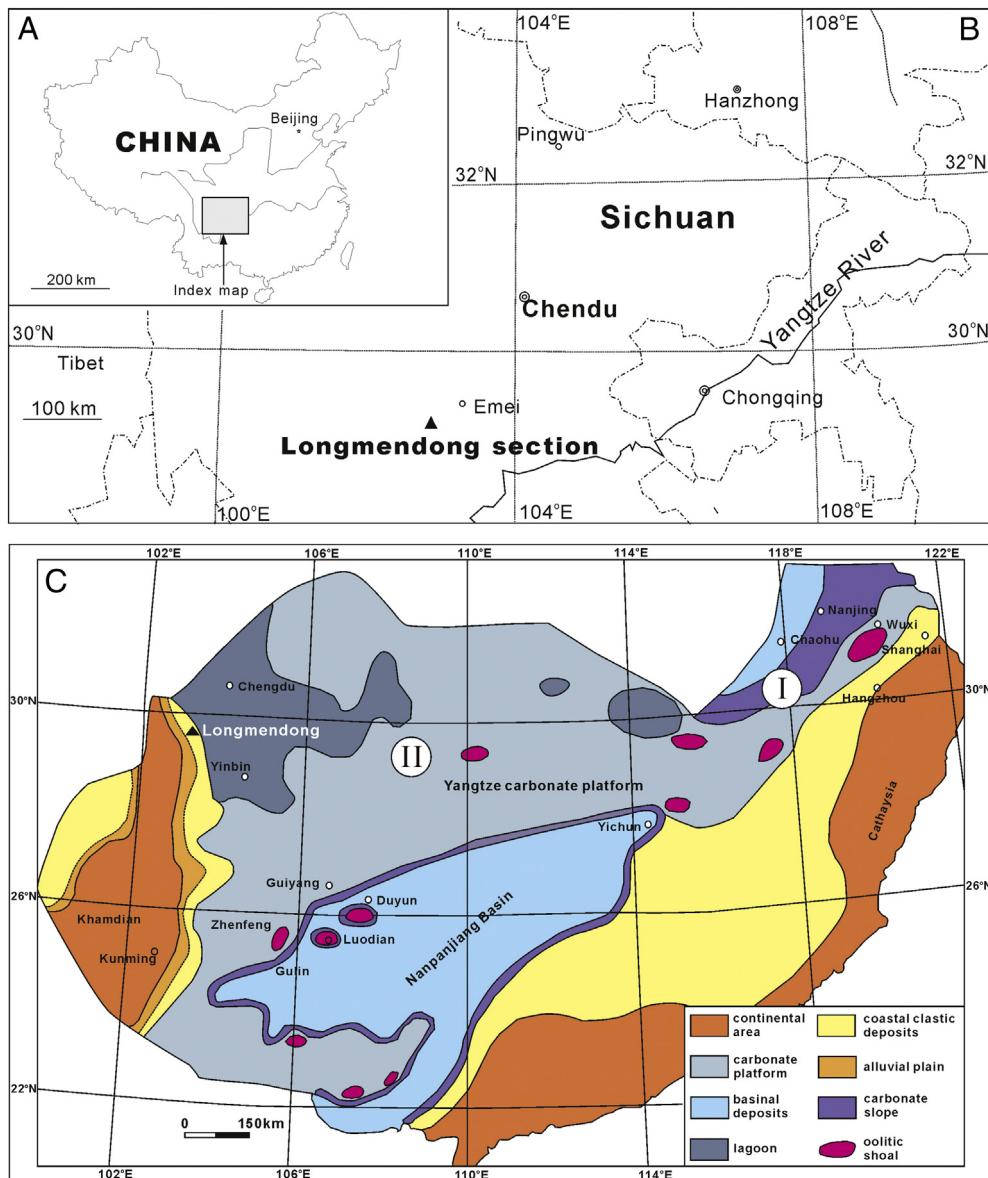 A
CHINA
Beijing
200 km
Index map
B
104°E
108°E
Hanzhong
Pingwu
32°N
32°N
Sichuan
Chendu
Yangtze River
30°N
30°N
Tibet
100 km
Emei
Chongqing
Longmendong section
100°E
104°E
108°E
C
102°E
106°E
110°E
114°E
118°E
122°E
Nanjing
Chaohu
Wuxi
Shanghai
Chengdu
I
30°N
30°N
Hangzhou
Longmendong
II
Yinbin
Yangtze carbonate platform
Cathaysia
Yichun
Guiyang
26°N
26°N
Duyun
Khamdian
Zhenfeng
Luodian
Kunming
Nanpanjiang Basin
Gulin
22°N
0 150km
102°E
106°E
110°E
114°E
continental
area
coastal clastic
deposits
carbonate
platform
alluvial plain
basinal
deposits
carbonate
slope
lagoon
oolitic
shoal